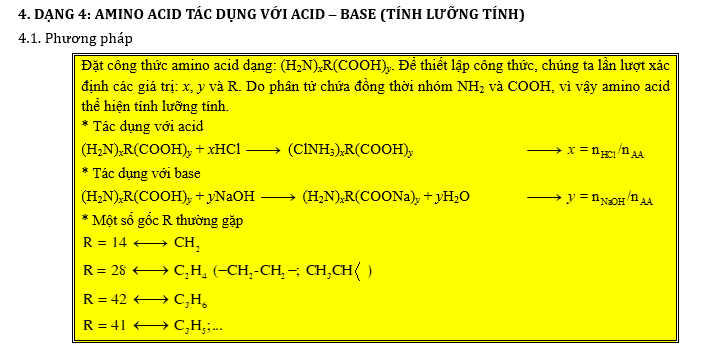 4. DẠNG 4: AMINO ACID TÁC DỤNG VỚI ACID – BASE (TÍNH LƯỠNG TÍNH)
4.1. Phương pháp
Đặt công thức amino acid dạng: (H₂N)ₓR(COOH)ᵧ. Để thiết lập công thức, chúng ta lần lượt xác
định các giá trị: x, y và R. Do phân tử chứa đồng thời nhóm NH₂ và COOH, vì vậy amino acid
thể hiện tính lưỡng tính.
* Tác dụng với acid
(H₂N)ₓR(COOH)ᵧ + xHCl ⟶ (ClNH₃)ₓR(COOH)ᵧ ⟶ x = n_HCl/n_AA
* Tác dụng với base
(H₂N)ₓR(COOH)ᵧ + yNaOH ⟶ (H₂N)ₓR(COONa)ᵧ + yH₂O ⟶ y = n_NaOH/n_AA
* Một số gốc R thường gặp
R = 14 ⟷ CH₂
R = 28 ⟷ C₂H₄ (−CH₂-CH₂−; CH₃CH〈 )
R = 42 ⟷ C₃H₆
R = 41 ⟷ C₃H₅;...